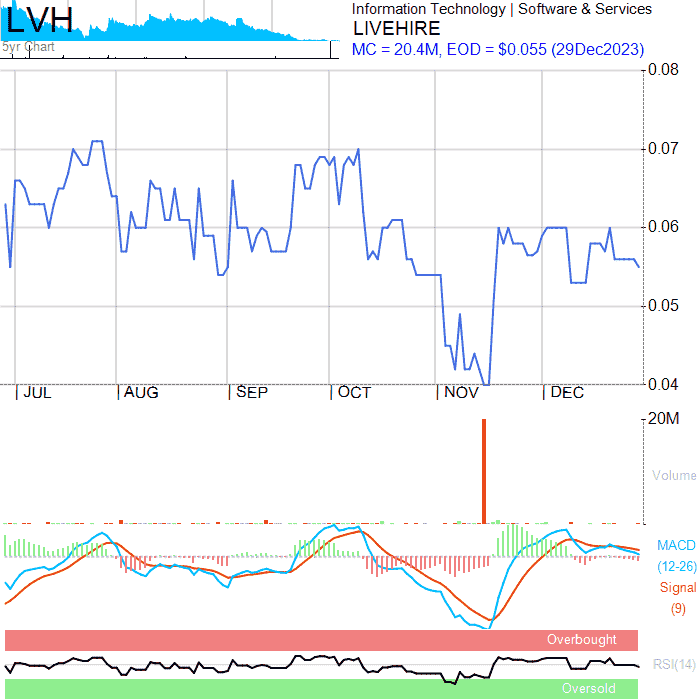 LVH
5yr Chart
Information Technology | Software & Services
LIVEHIRE
MC = 20.4M, EOD = $0.055 (29Dec2023)
0.08
0.07
0.06
0.05
0.04
JUL AUG SEP OCT NOV DEC
20M
Volume
MACD
(12-26)
Signal
(9)
Overbought
RSI(14)
Oversold